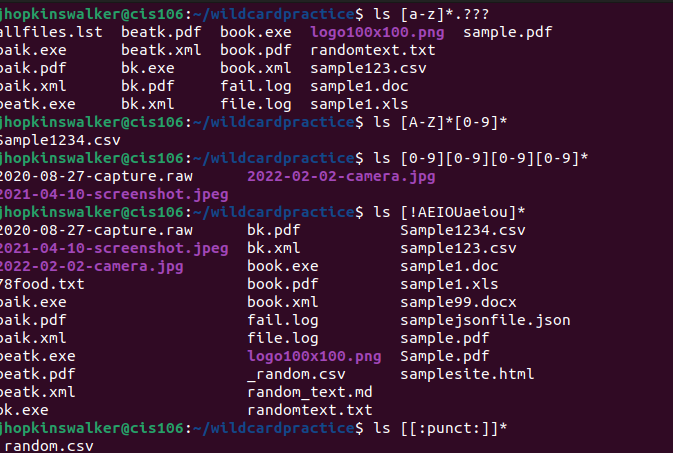 jhopkinswalker@cis106:~/wildcardpractice$ ls [a-z]*.???
allfiles.lst beatk.pdf book.exe logo100x100.png sample.pdf
baik.exe beatk.xml book.pdf randomtext.txt
baik.pdf bk.exe book.xml sample123.csv
baik.xml bk.pdf fail.log sample1.doc
beatk.exe bk.xml file.log sample1.xls
jhopkinswalker@cis106:~/wildcardpractice$ ls [A-Z]*[0-9]*
Sample1234.csv
jhopkinswalker@cis106:~/wildcardpractice$ ls [0-9][0-9][0-9][0-9]*
2020-08-27-capture.raw 2022-02-02-camera.jpg
2021-04-10-screenshot.jpeg
jhopkinswalker@cis106:~/wildcardpractice$ ls [!AEIOUaeiou]*
2020-08-27-capture.raw bk.pdf Sample1234.csv
2021-04-10-screenshot.jpeg bk.xml sample123.csv
2022-02-02-camera.jpg book.exe sample1.doc
78food.txt book.pdf sample1.xls
baik.exe book.xml sample99.docx
baik.pdf fail.log samplejsonfile.json
baik.xml file.log sample.pdf
beatk.exe logo100x100.png Sample.pdf
beatk.pdf _random.csv samplesite.html
beatk.xml random_text.md
bk.exe randomtext.txt
jhopkinswalker@cis106:~/wildcardpractice$ ls [[:punct:]]*
_random.csv